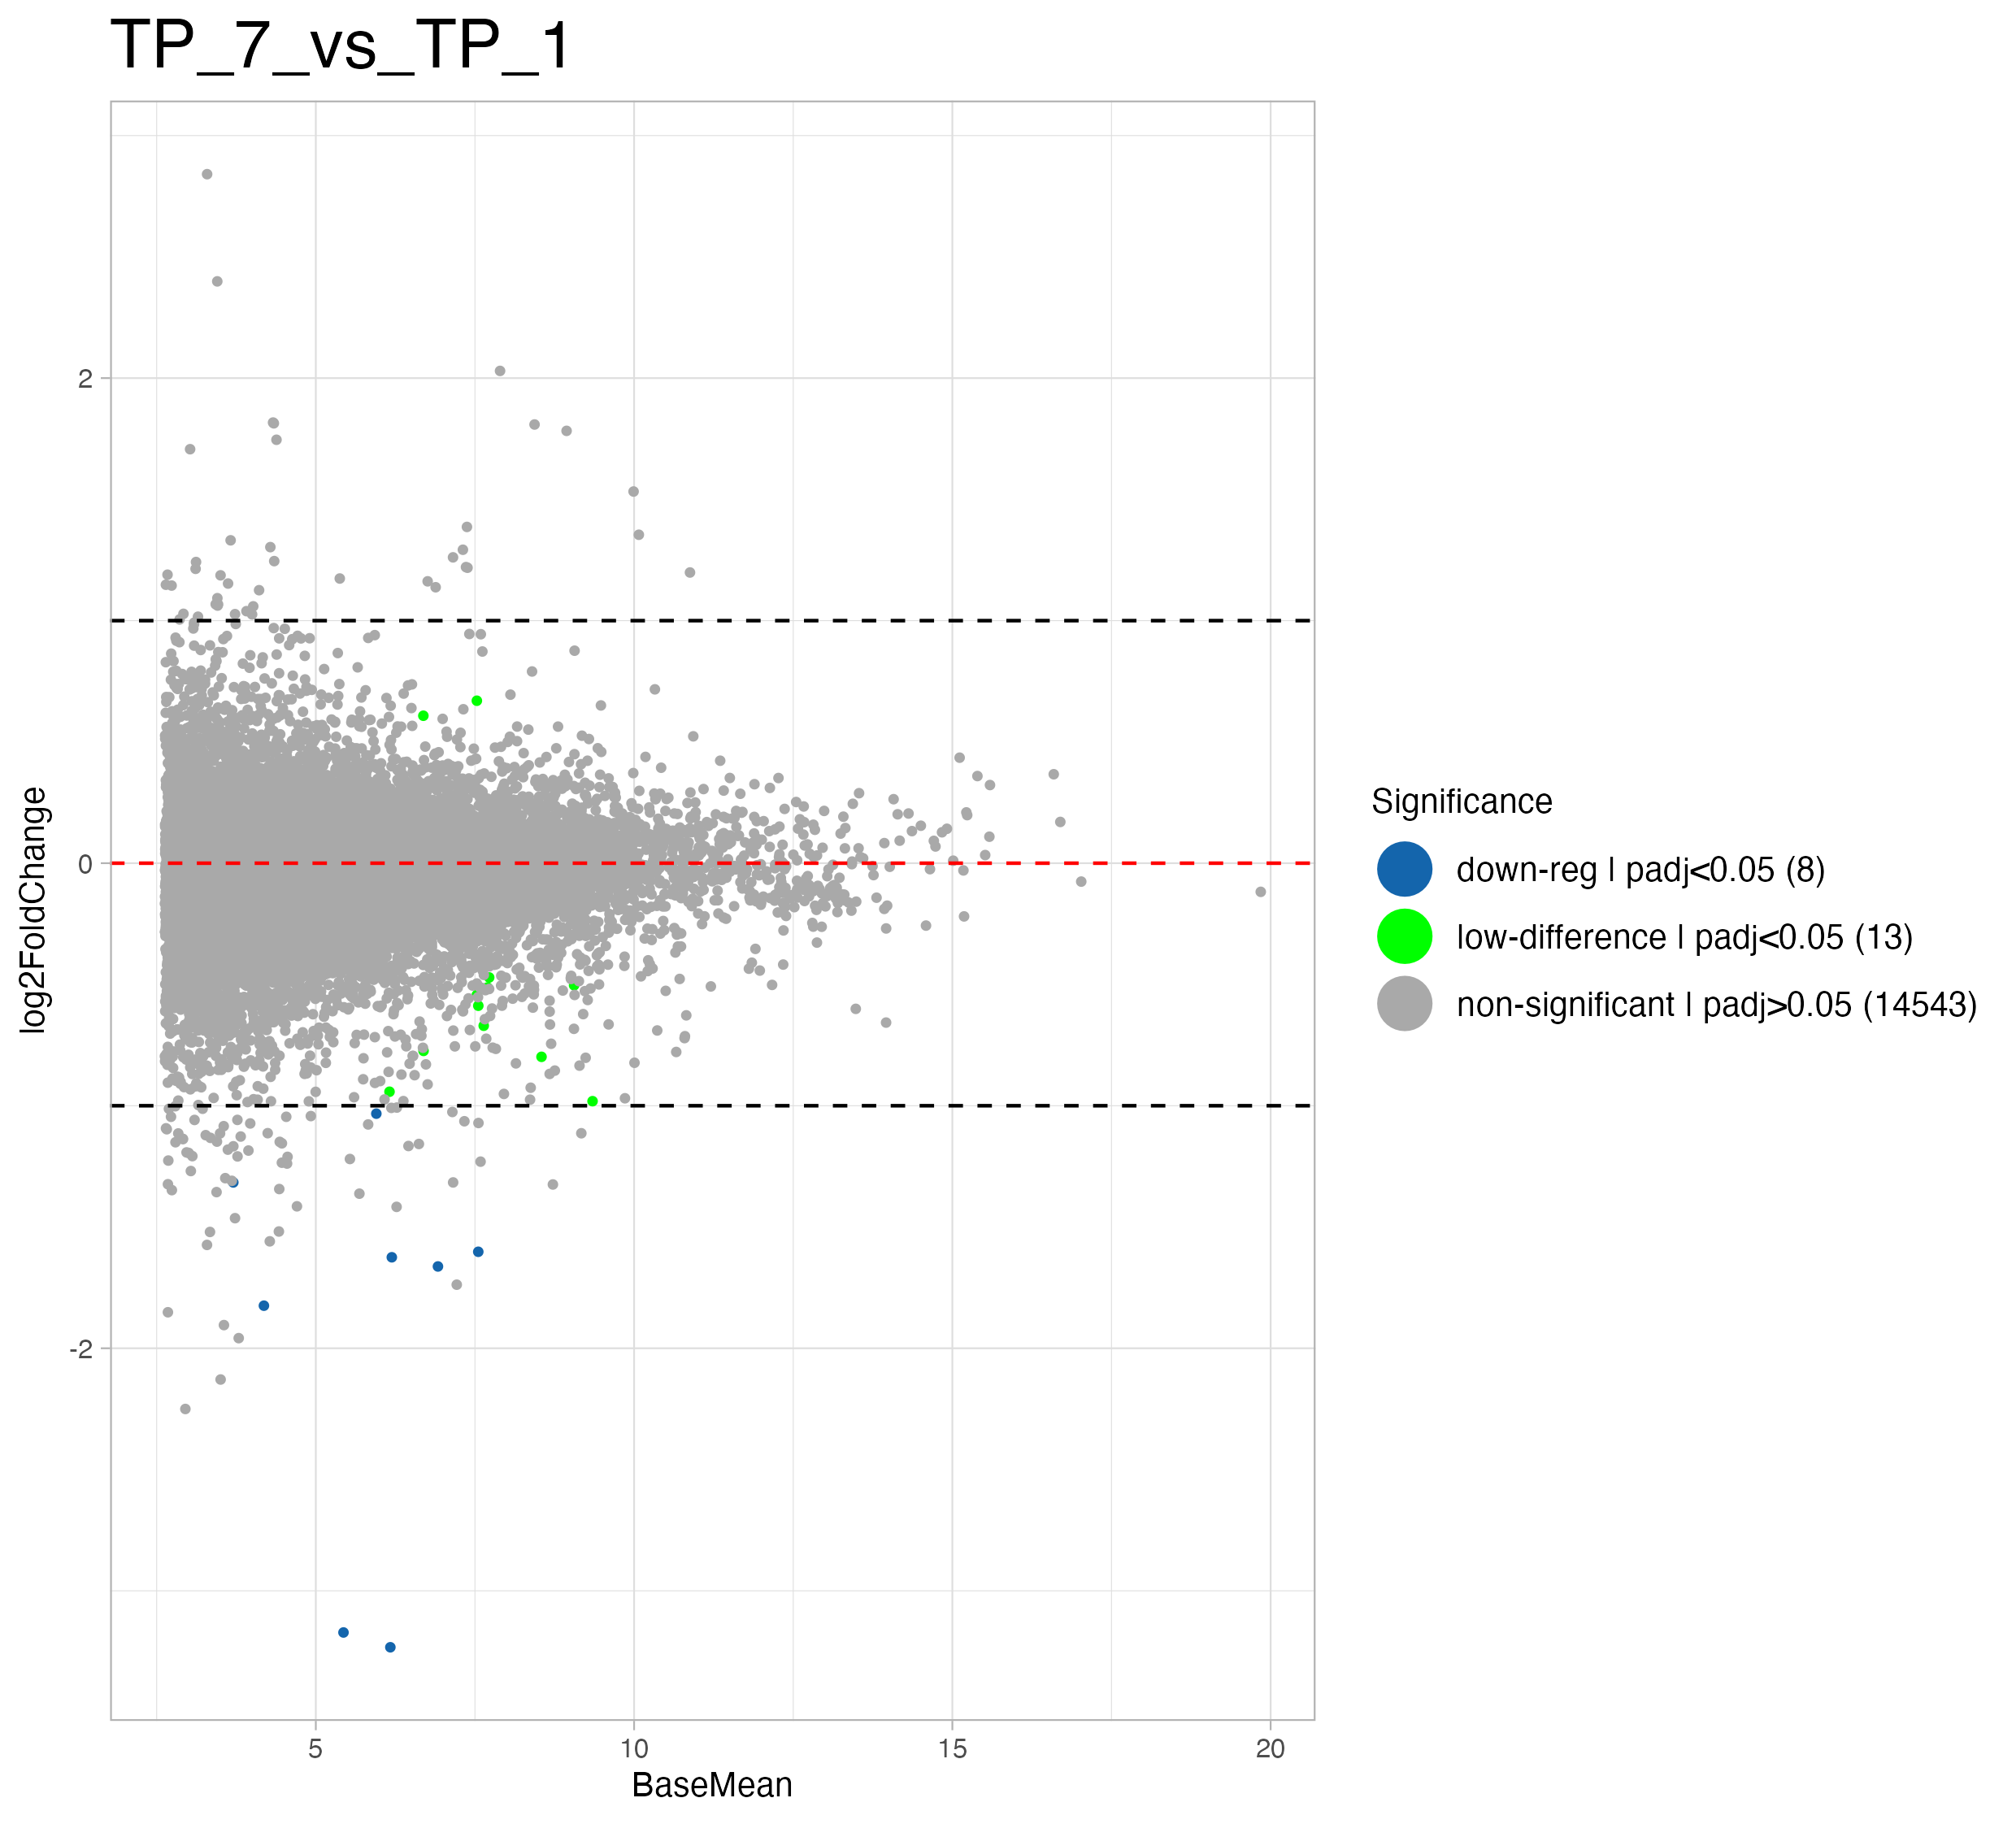 TP_7_vs_TP_1
log2FoldChange
2
0
-2
5
10
15
20
BaseMean
Significance
down-reg | padj<0.05 (8)
low-difference | padj<0.05 (13)
non-significant | padj>0.05 (14543)